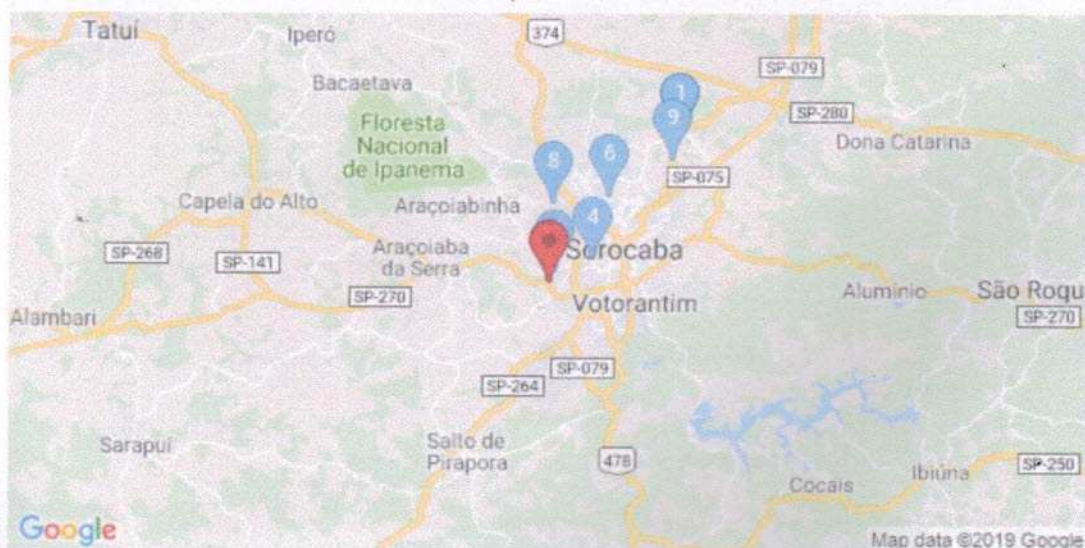 Tatuí
Iperó
374
SP-079
Bacaetava
1
SP-280
Floresta
Nacional
de Ipanema
9
Dona Catarina
8
6
SP-075
Capela do Alto
Araçoiabinha
4
SP-268
SP-141
Araçoiaba
da Serra
Sorocaba
SP-270
Votorantim
Alumínio
São Roqu
SP-270
Alambari
SP-079
SP-264
Sarapuí
Salto de
Pirapora
478
Ibiúna
SP-250
Cocais
Google
Map data ©2019 Google